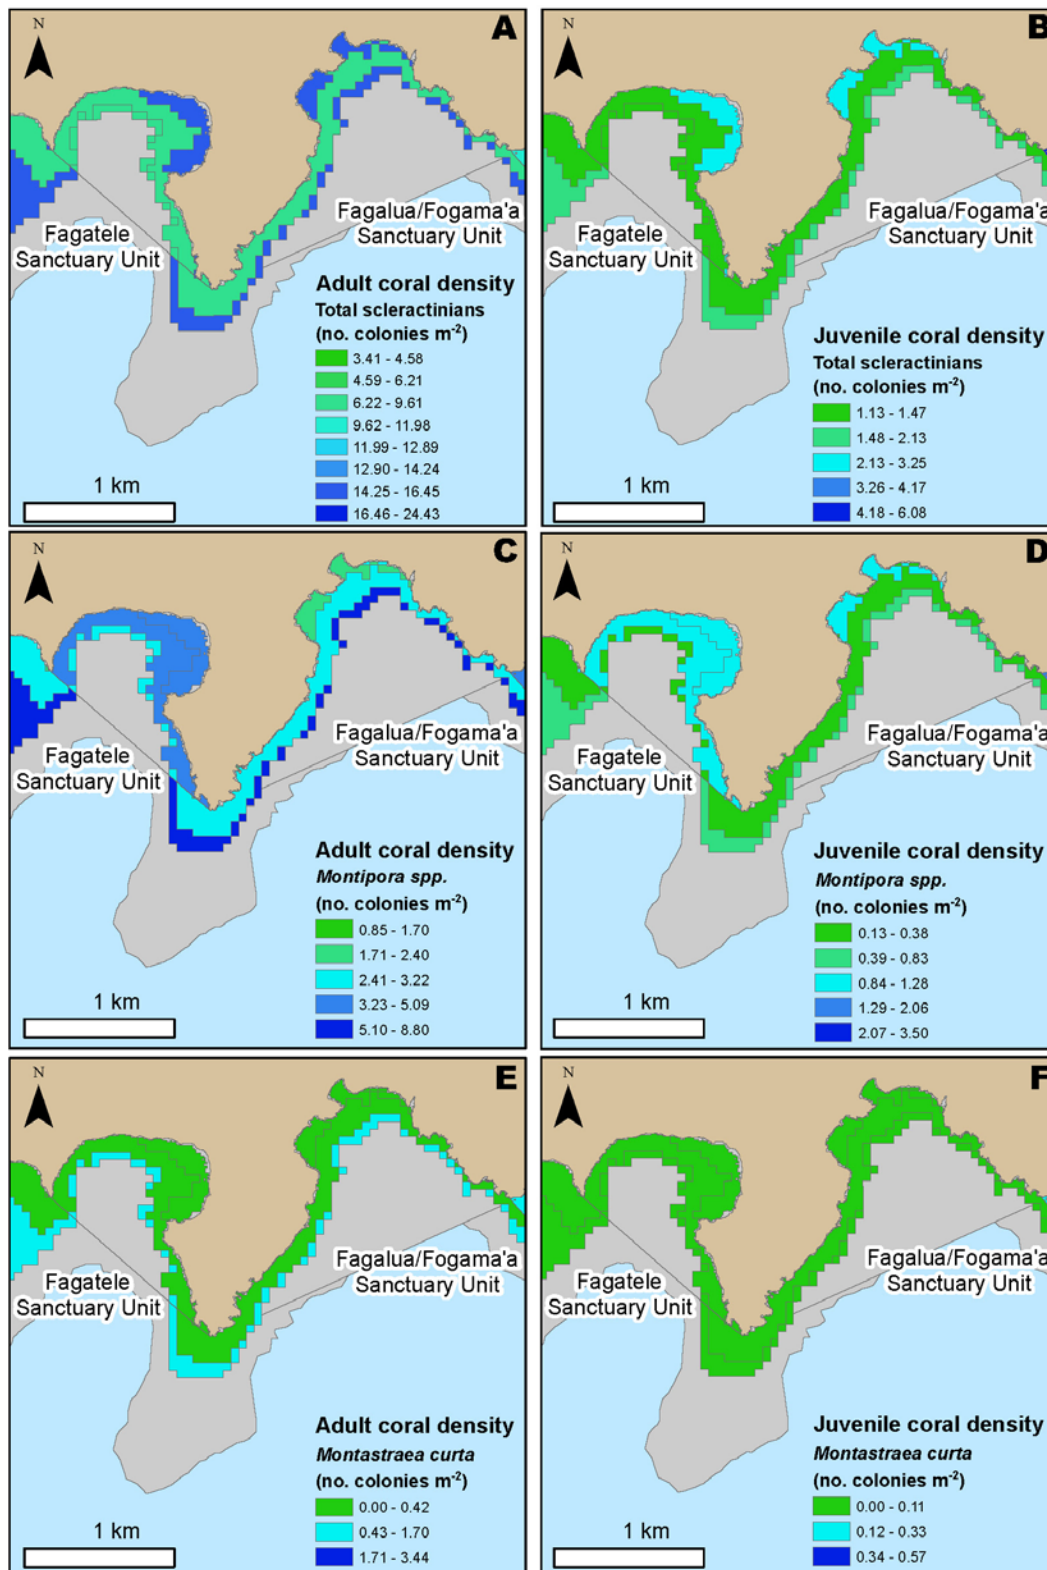 N
A
Fagatele
Sanctuary Unit
Fagalua/Fogama'a
Sanctuary Unit
Adult coral density
Total scleractinians
(no. colonies m-2)
3.41 - 4.58
4.59 - 6.21
6.22 - 9.61
9.62 - 11.98
11.99 - 12.89
12.90 - 14.24
14.25 - 16.45
16.46 - 24.43
1 km
N
B
Fagatele
Sanctuary Unit
Fagalua/Fogama'a
Sanctuary Unit
Juvenile coral density
Total scleractinians
(no. colonies m-2)
1.13 - 1.47
1.48 - 2.13
2.13 - 3.25
3.26 - 4.17
4.18 - 6.08
1 km
N
C
Fagatele
Sanctuary Unit
Fagalua/Fogama'a
Sanctuary Unit
Adult coral density
Montipora spp.
(no. colonies m-2)
0.85 - 1.70
1.71 - 2.40
2.41 - 3.22
3.23 - 5.09
5.10 - 8.80
1 km
N
D
Fagatele
Sanctuary Unit
Fagalua/Fogama'a
Sanctuary Unit
Juvenile coral density
Montipora spp.
(no. colonies m-2)
0.13 - 0.38
0.39 - 0.83
0.84 - 1.28
1.29 - 2.06
2.07 - 3.50
1 km
N
E
Fagatele
Sanctuary Unit
Fagalua/Fogama'a
Sanctuary Unit
Adult coral density
Montastraea curta
(no. colonies m-2)
0.00 - 0.42
0.43 - 1.70
1.71 - 3.44
1 km
N
F
Fagatele
Sanctuary Unit
Fagalua/Fogama'a
Sanctuary Unit
Juvenile coral density
Montastraea curta
(no. colonies m-2)
0.00 - 0.11
0.12 - 0.33
0.34 - 0.57
1 km